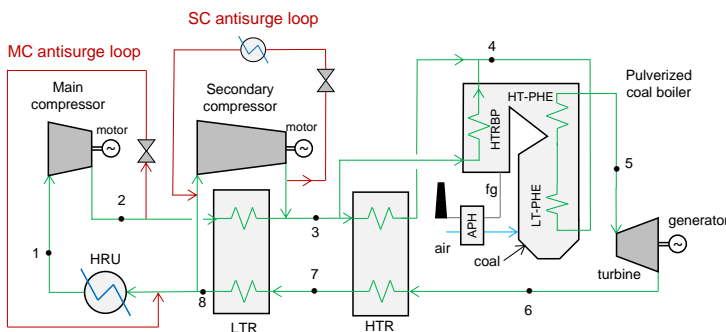 SC antisurge loop
MC antisurge loop
Main
compressor
motor
Secondary
compressor
motor
4
HT-PHE
Pulverized
coal boiler
HTRBP
LT-PHE
5
2
3
fg
APH
air
coal
generator
turbine
1
HRU
8
7
6
LTR
HTR